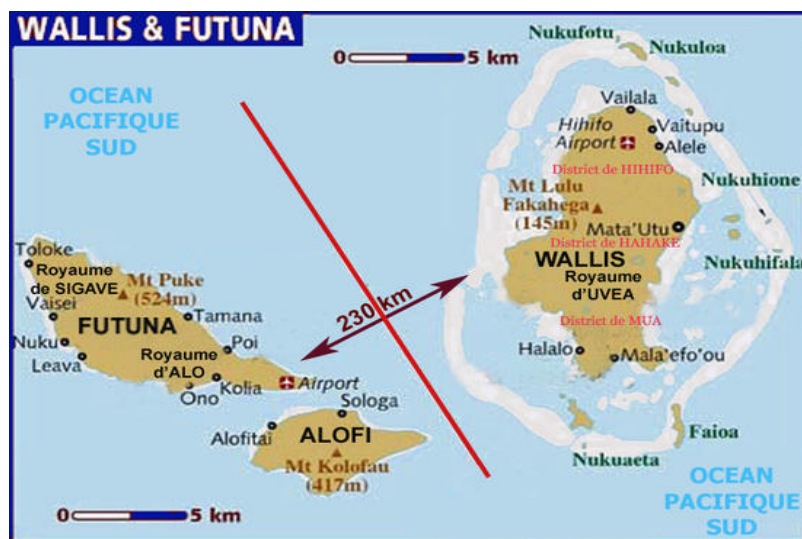 WALLIS & FUTUNA
0 5 km
OCEAN
PACIFIQUE
SUD
Nukufotu
Nukuloa
Vailala
Hihifo
Airport
Vaitupu
Alele
District de HIHIFO
Nukuhione
Mt Lulu
Fakahega
(145m)
Mata'Utu
District de HAHAKE
WALLIS
Royaume
d'UVEA
Nukuhifala
District de MUA
Halalo
Mala'efo'ou
Faioa
Nukuaeta
230 km
Toloke
Royaume
de SIGAVE
Mt Puke
(524m)
Vaisei
FUTUNA
Tamana
Nuku
Leava
Poi
Royaume
d'ALO
Kolia
Ono
Airport
Sologa
Alofitai
ALOFI
Mt Kolofau
(417m)
0 5 km
OCEAN
PACIFIQUE
SUD